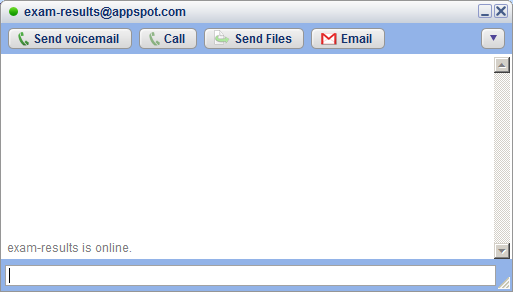 exam-results@appspot.com
Send voicemail Call Send Files Email
exam-results is online.